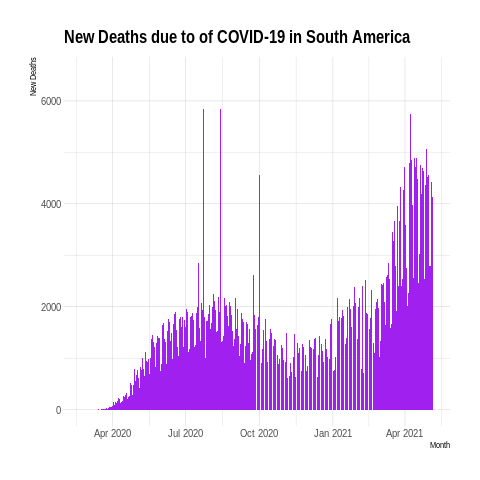 New Deaths due to of COVID-19 in South America
New Deaths
6000
4000
2000
0
Apr 2020 Jul 2020 Oct 2020 Jan 2021 Apr 2021
Month